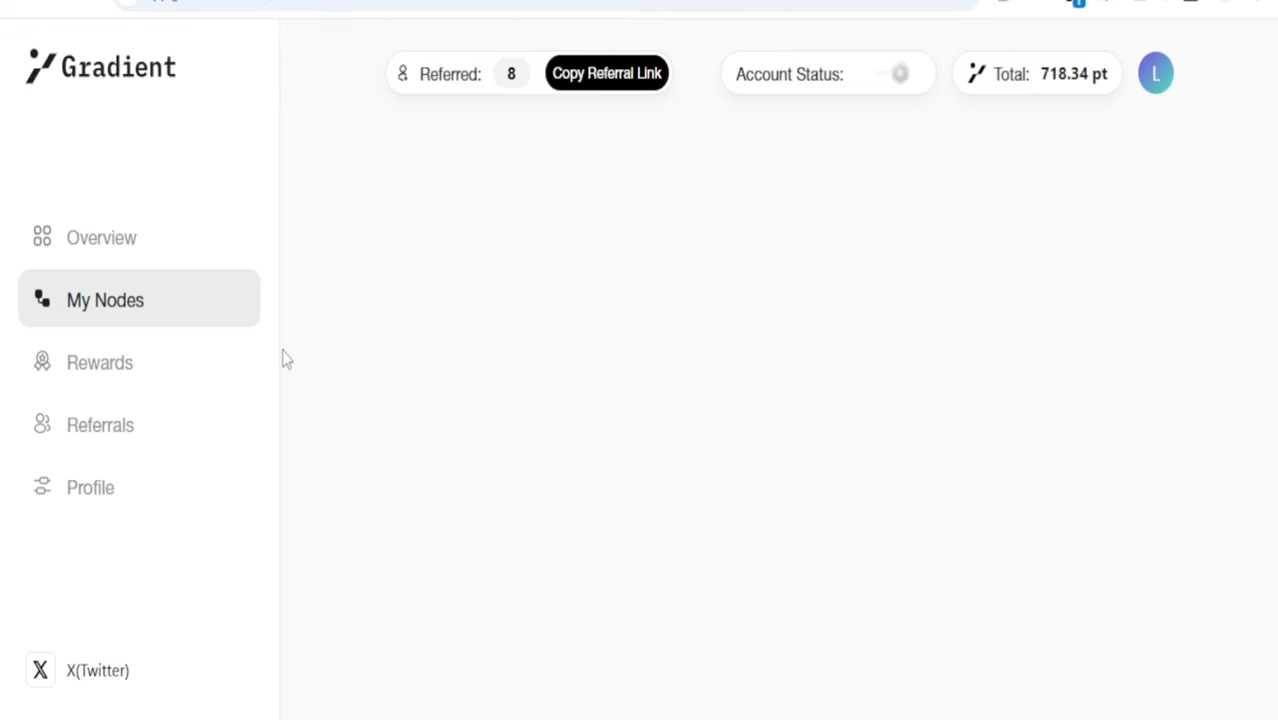 Gradient
Referred: 8 Copy Referral Link
Account Status:
Total: 718.34 pt
L
Overview
My Nodes
Rewards
Referrals
Profile
X(Twitter)